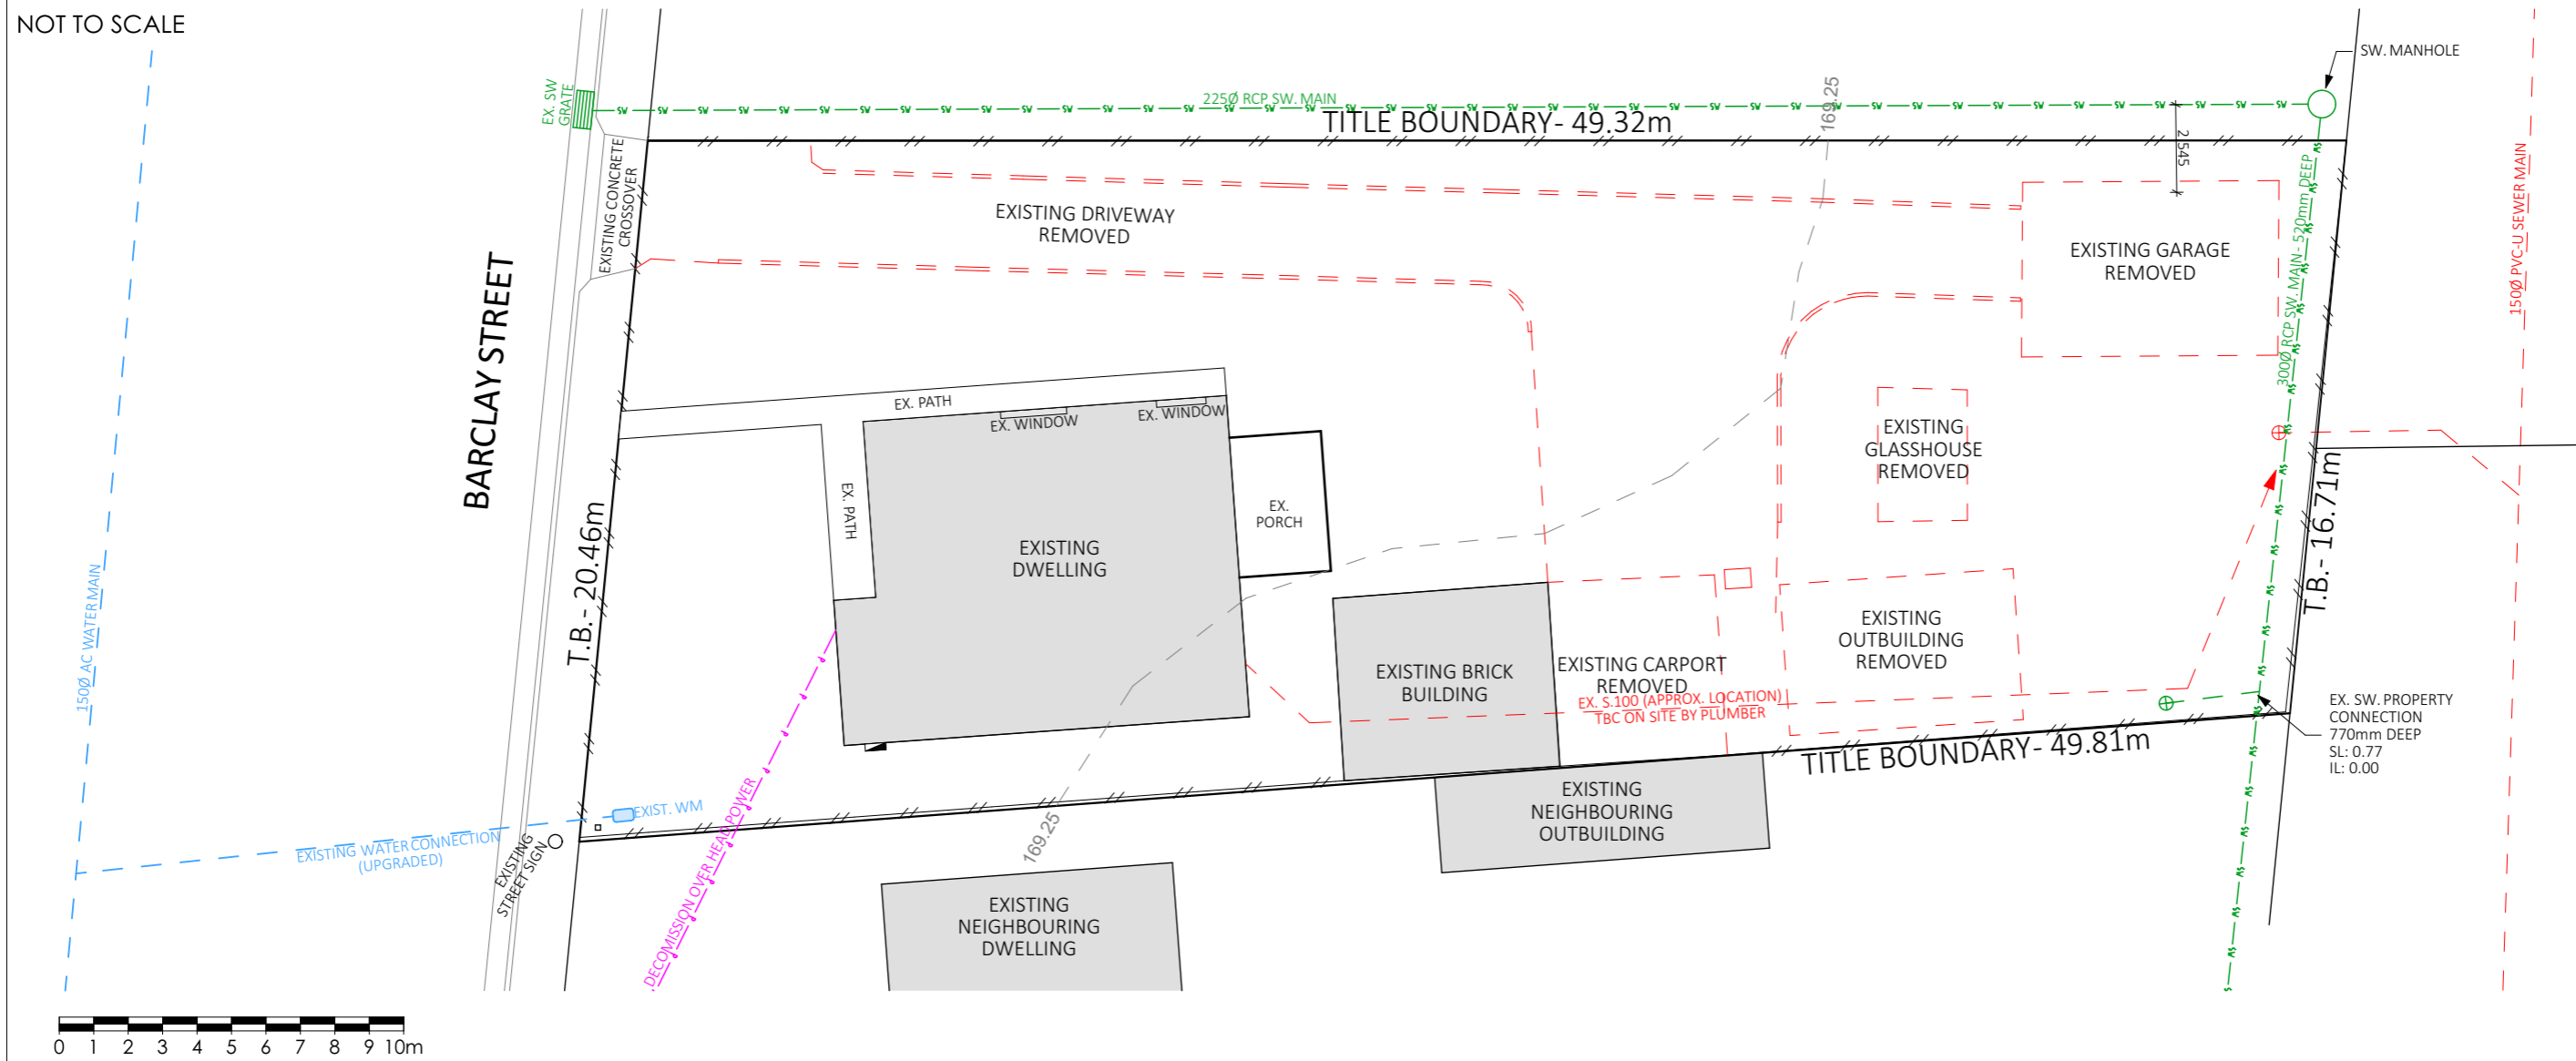 NOT TO SCALE
SW. MANHOLE
EX. SW
GRATE
225Ø RCP SW. MAIN
TITLE BOUNDARY- 49.32m
169.25
2,545
EXISTING CONCRETE
CROSSOVER
EXISTING DRIVEWAY
REMOVED
EXISTING GARAGE
REMOVED
300Ø RCP SW. MAIN - 520mm DEEP
150Ø PVC-U SEWER MAIN
BARCLAY STREET
EX. PATH
EX. WINDOW
EX. WINDOW
EX. PATH
EX.
PORCH
EXISTING
GLASSHOUSE
REMOVED
EXISTING
DWELLING
T.B.- 20.46m
T.B.- 16.71m
150Ø AC WATER MAIN
EXISTING BRICK
BUILDING
EXISTING CARPORT
REMOVED
EXISTING
OUTBUILDING
REMOVED
EX. S.100 (APPROX. LOCATION)
TBC ON SITE BY PLUMBER
EX. SW. PROPERTY
CONNECTION
770mm DEEP
SL: 0.77
IL: 0.00
TITLE BOUNDARY- 49.81m
EXIST. WM
EXISTING WATER CONNECTION
(UPGRADED)
EXISTING
STREET SIGN
DECOMISSION OVER HEAD POWER
169.25
EXISTING
NEIGHBOURING
OUTBUILDING
EXISTING
NEIGHBOURING
DWELLING
0 1 2 3 4 5 6 7 8 9 10m